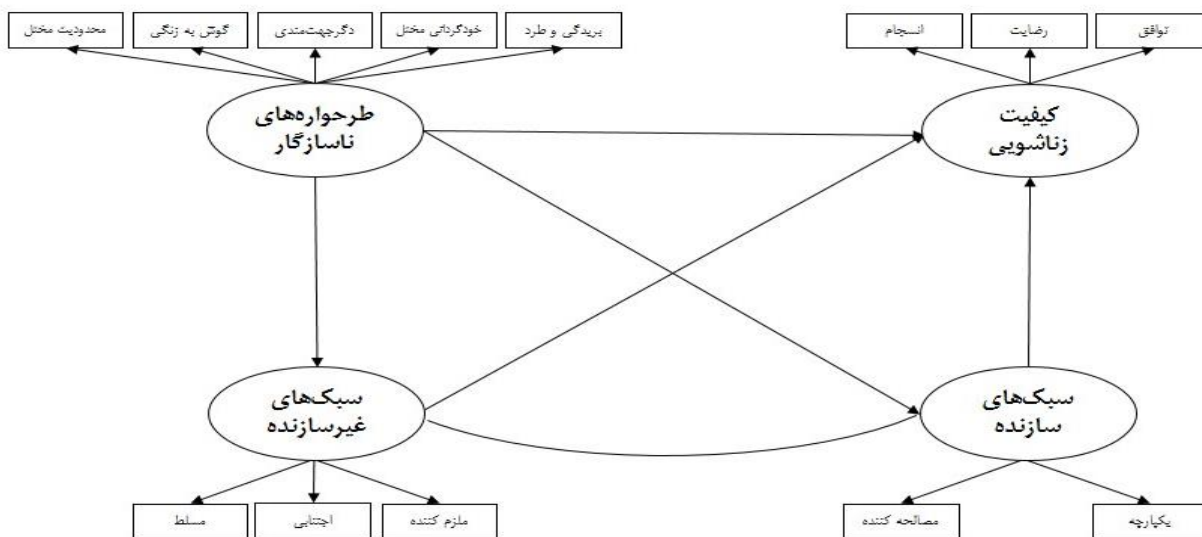 توافق
رضایت
انسجام
بریدگی و طرد
خودگردانی مختل
دگرجهت‌مندی
گوش به زنگی
محدودیت مختل
کیفیت
زناشویی
طرحواره‌های
ناسازگار
سبک‌های
سازنده
سبک‌های
غیرسازنده
یکپارچه
مصالحه کننده
ملزم کننده
اجتنابی
مسلط